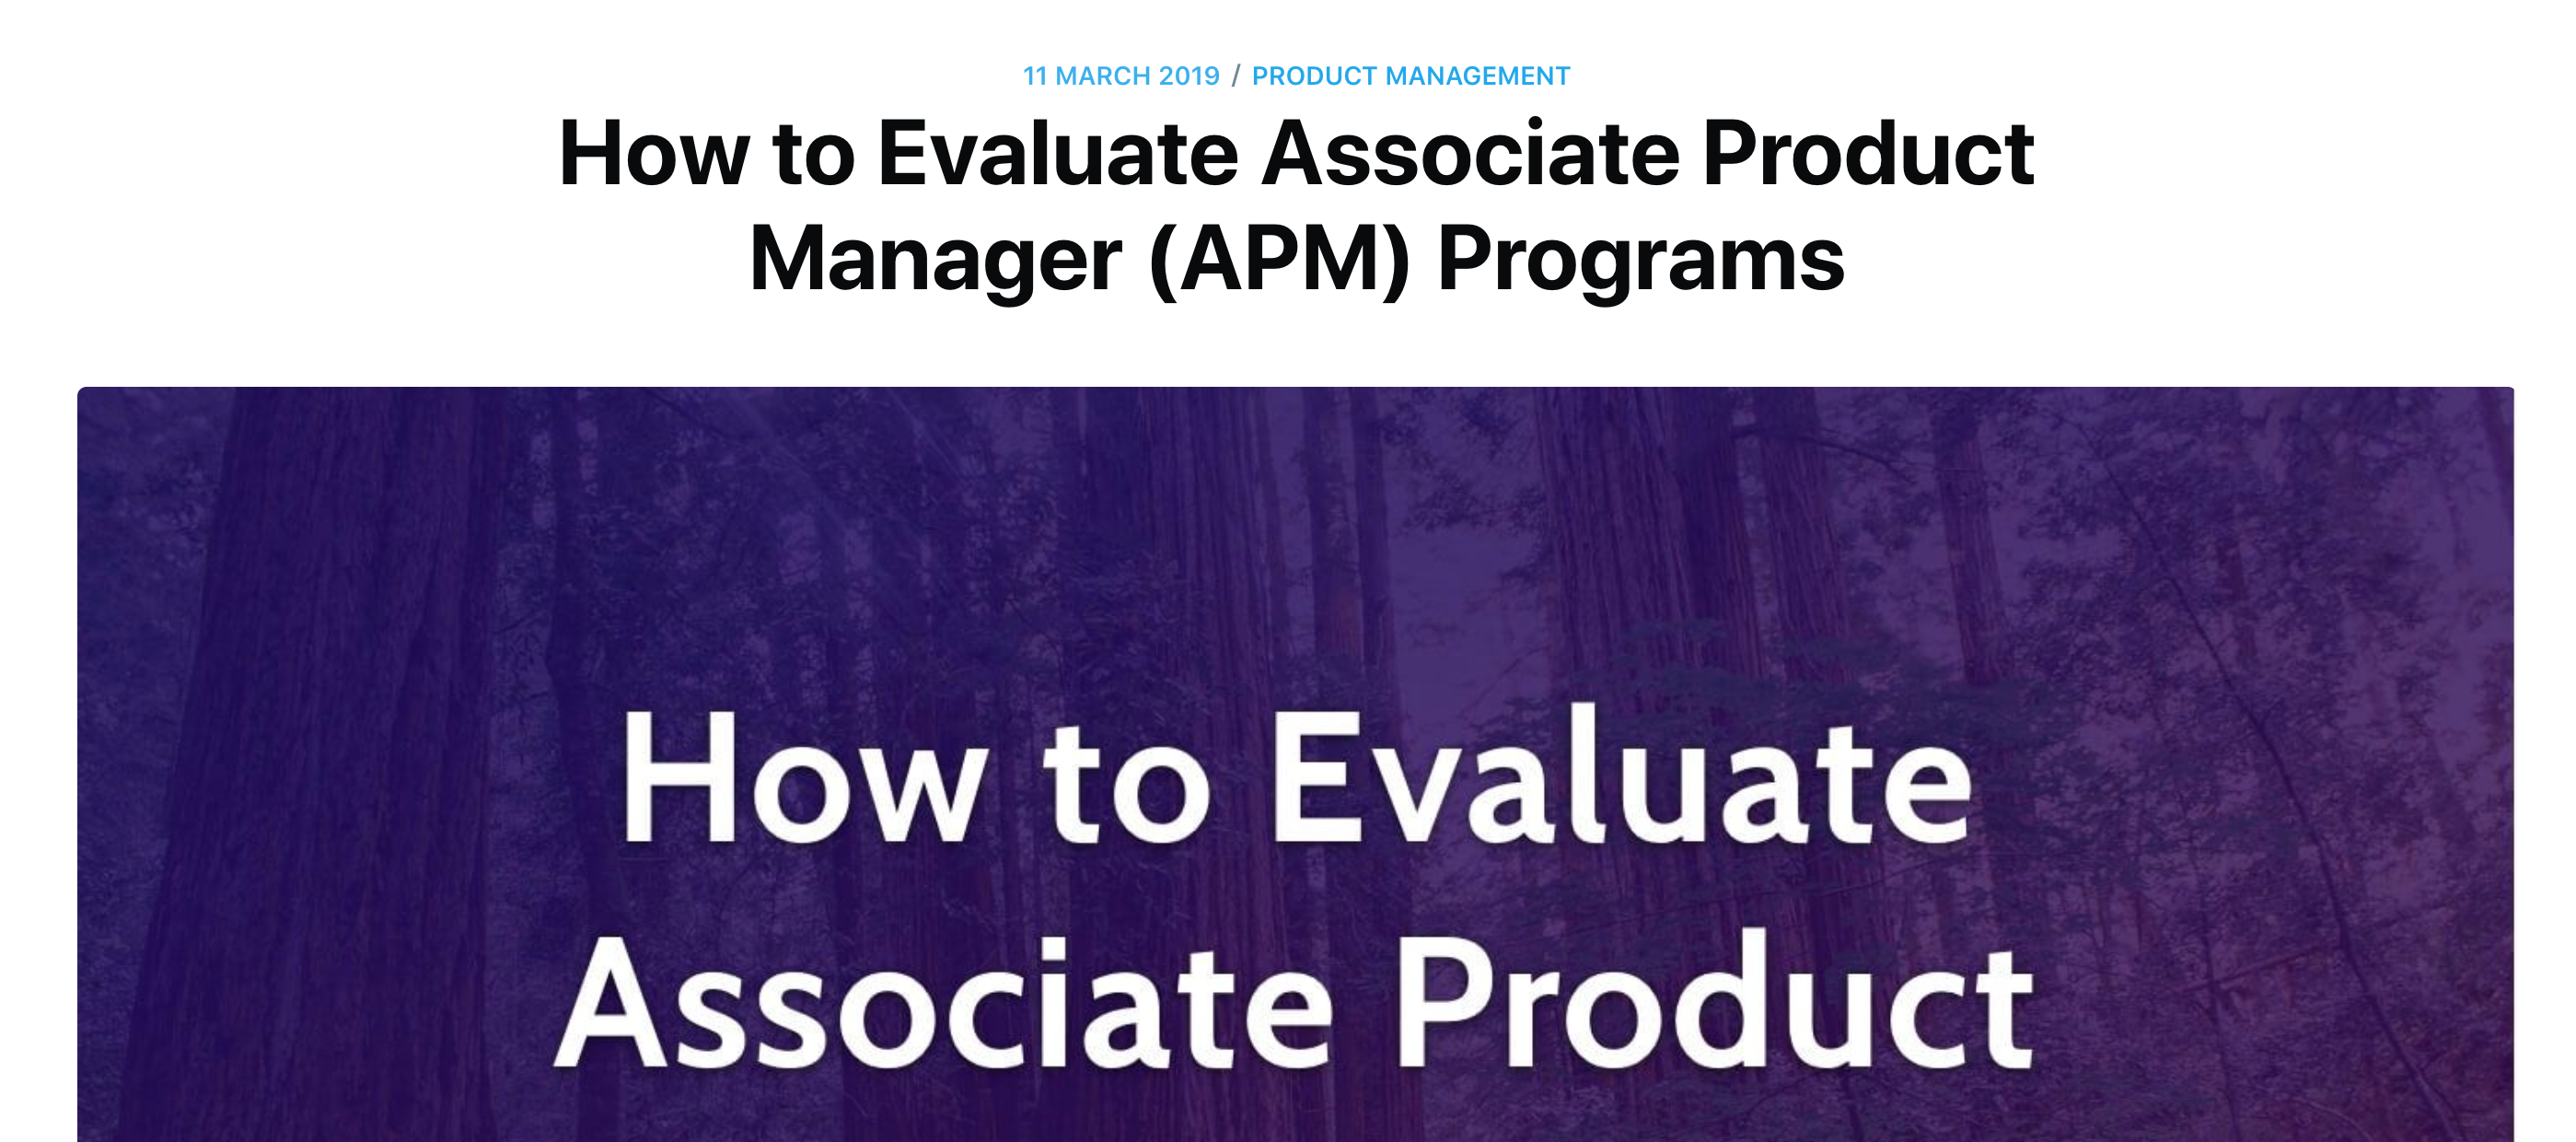 11 MARCH 2019 / PRODUCT MANAGEMENT
How to Evaluate Associate Product
Manager (APM) Programs
How to Evaluate
Associate Product